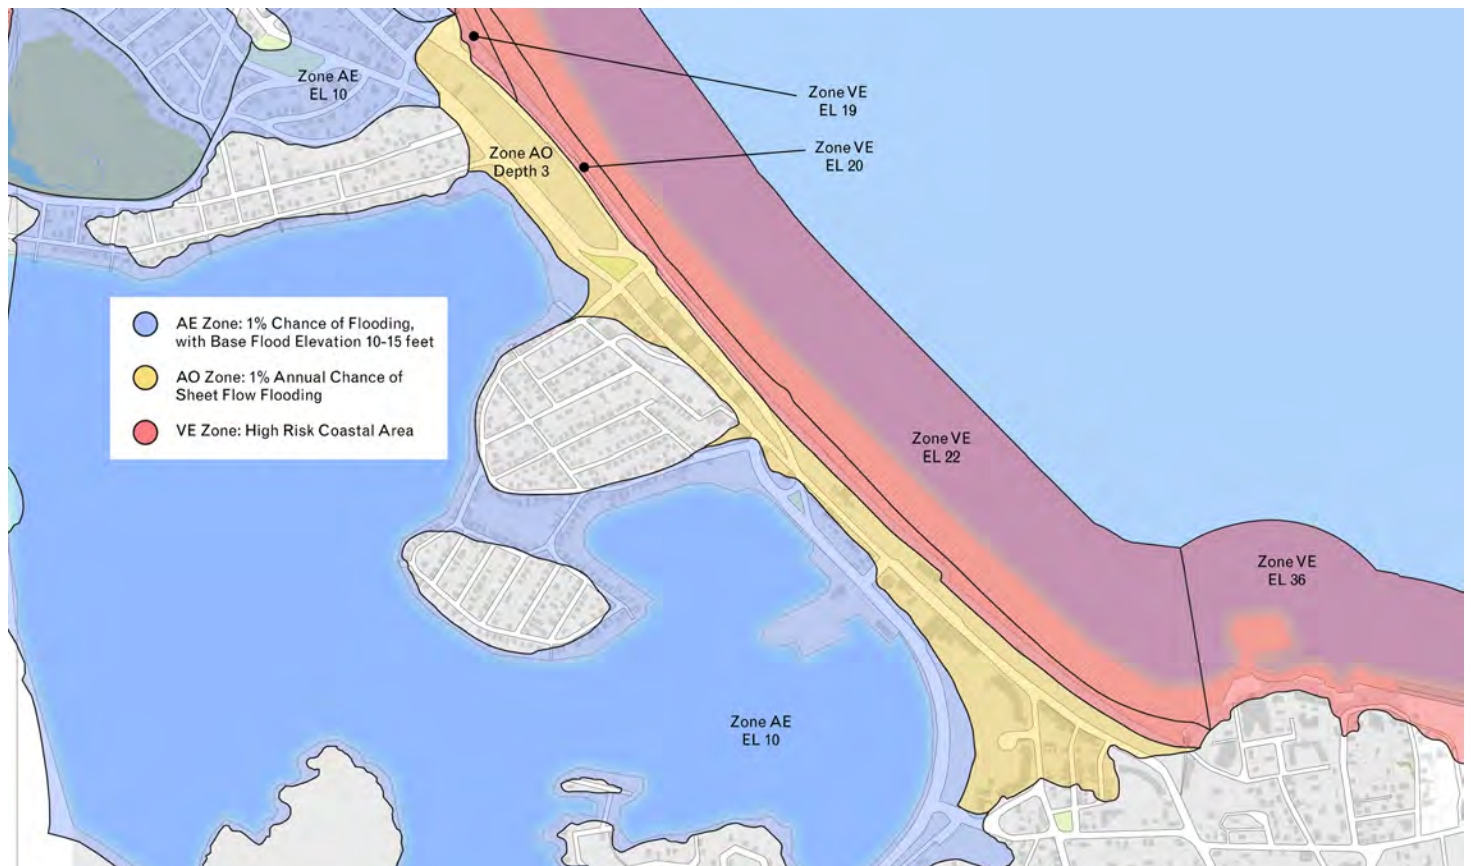 Zone AE
EL 10
Zone VE
EL 19
Zone AO
Depth 3
Zone VE
EL 20
AE Zone: 1% Chance of Flooding,
with Base Flood Elevation 10-15 feet
AO Zone: 1% Annual Chance of
Sheet Flow Flooding
VE Zone: High Risk Coastal Area
Zone VE
EL 22
Zone VE
EL 36
Zone AE
EL 10